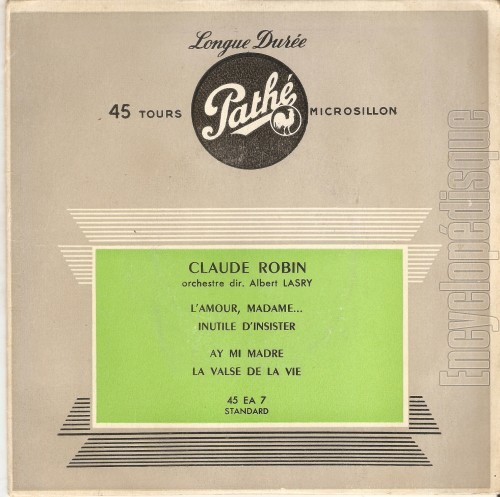 Longue Durée
Pathé
45 TOURS MICROSILLON
CLAUDE ROBIN
orchestre dir. Albert LASRY
L'AMOUR, MADAME...
INUTILE D'INSISTER
AY MI MADRE
LA VALSE DE LA VIE
45 EA 7
STANDARD
Encyclopédisque